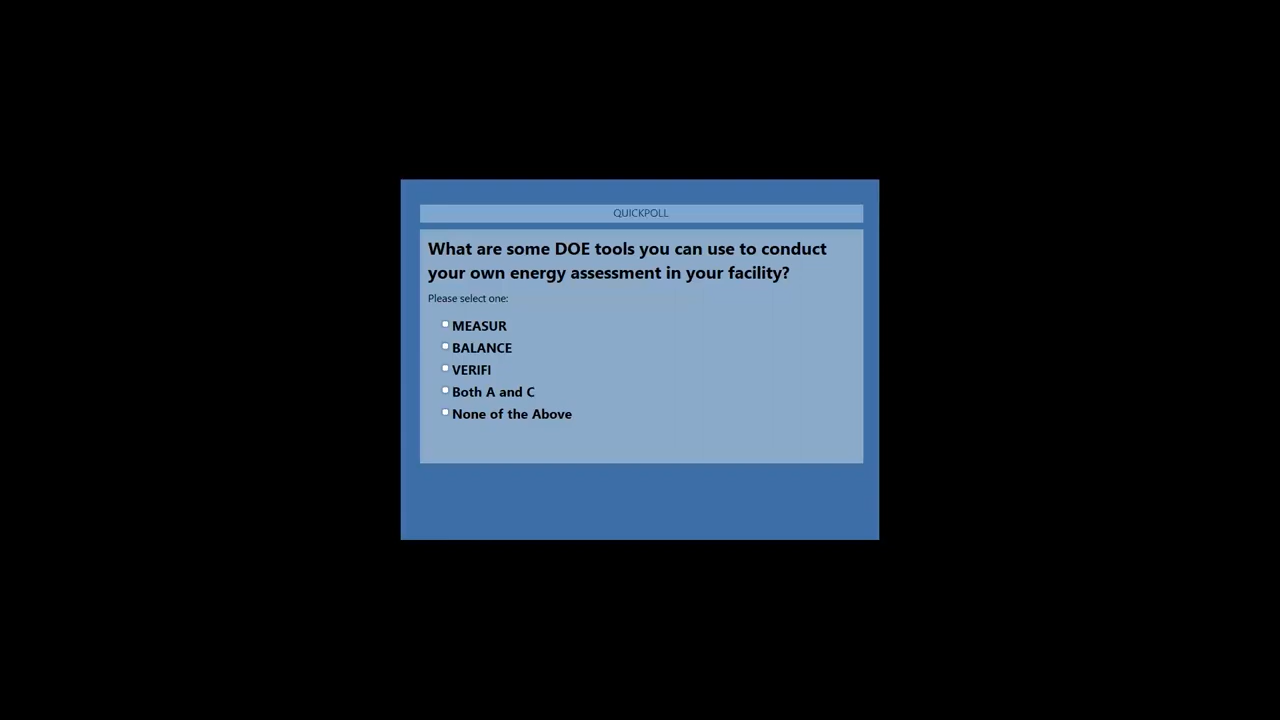 QUICKPOLL
What are some DOE tools you can use to conduct
your own energy assessment in your facility?
Please select one:
MEASUR
BALANCE
VERIFI
Both A and C
None of the Above